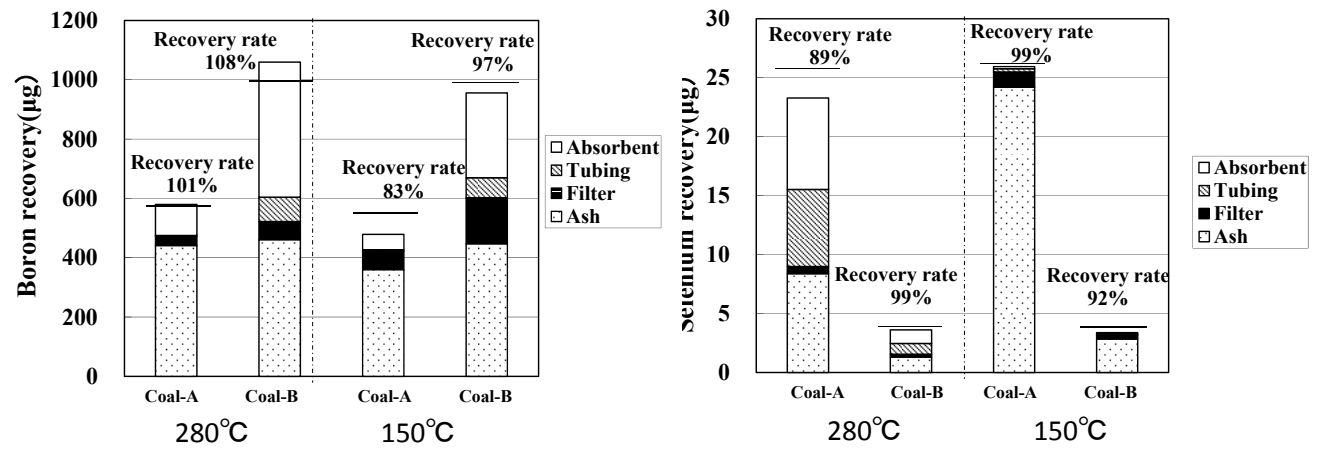 Boron recovery(μg)
1200
1000
800
600
400
200
0
Recovery rate
101%
Recovery rate
108%
Recovery rate
83%
Recovery rate
97%
Coal-A
Coal-B
Coal-A
Coal-B
280℃
150℃
Absorbent
Tubing
Filter
Ash
Selenium recovery(μg)
30
25
20
15
10
5
0
Recovery rate
89%
Recovery rate
99%
Recovery rate
99%
Recovery rate
92%
Coal-A
Coal-B
Coal-A
Coal-B
280℃
150℃
Absorbent
Tubing
Filter
Ash